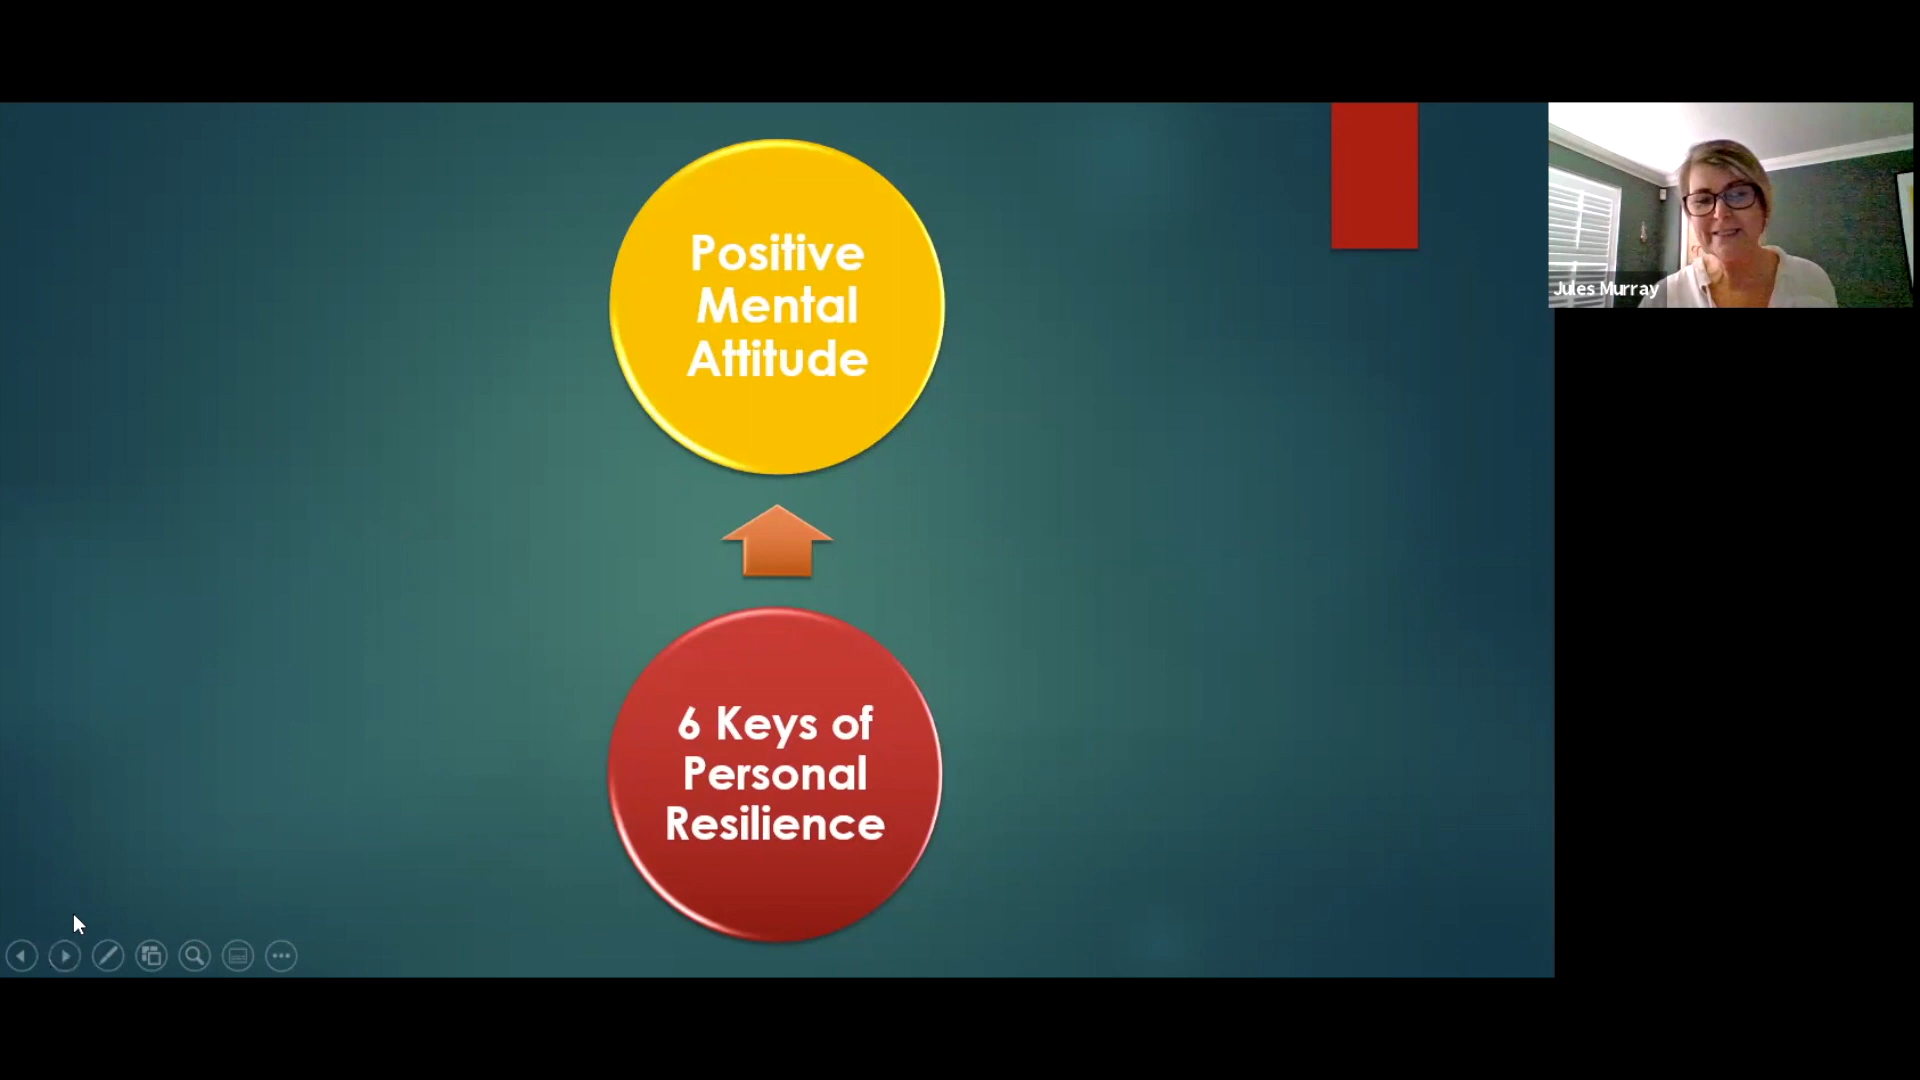 Positive
Mental
Attitude
6 Keys of
Personal
Resilience
Jules Murray